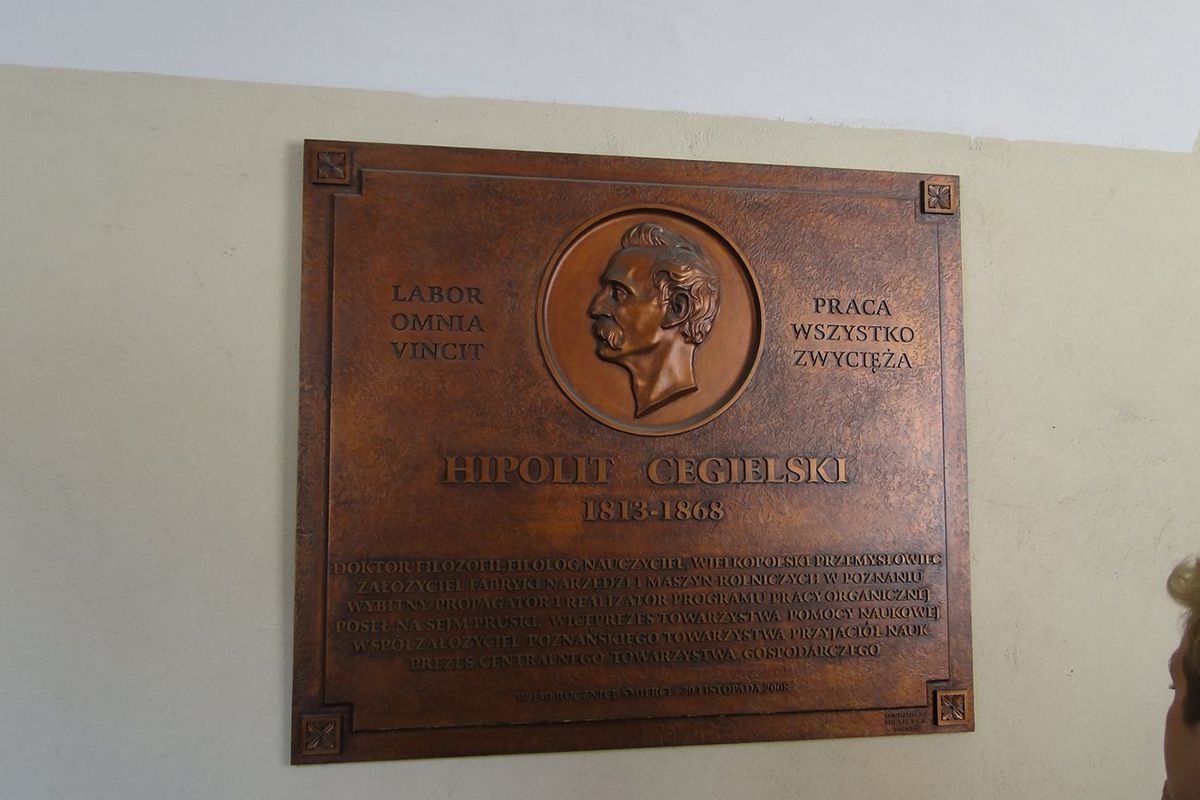 LABOR
OMNIA
VINCIT
PRACA
WSZYSTKO
ZWYCIĘŻA
HIPOLIT CEGIELSKI
1813-1868
DOKTOR FILOZOFII, FILOLOG, NAUCZYCIEL, WIELKOPOLSKI PRZEMYSŁOWIEC
ZAŁOŻYCIEL FABRYKI NARZĘDZI I MASZYN ROLNICZYCH W POZNANIU
WYBITNY PROPAGATOR I REALIZATOR PROGRAMU PRACY ORGANICZNEJ
POSEŁ NA SEJM PRUSKI. WICEPREZES TOWARZYSTWA POMOCY NAUKOWEJ
WSPÓŁZAŁOŻYCIEL POZNAŃSKIEGO TOWARZYSTWA PRZYJACIÓŁ NAUK
PREZES CENTRALNEGO TOWARZYSTWA GOSPODARCZEGO
W 140 ROCZNICĘ ŚMIERCI - 30 LISTOPADA 2008